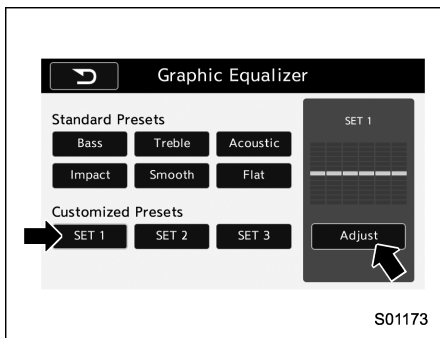 Graphic Equalizer
Standard Presets
Bass Treble Acoustic
Impact Smooth Flat
Customized Presets
SET 1 SET 2 SET 3
SET 1
Adjust
S01173